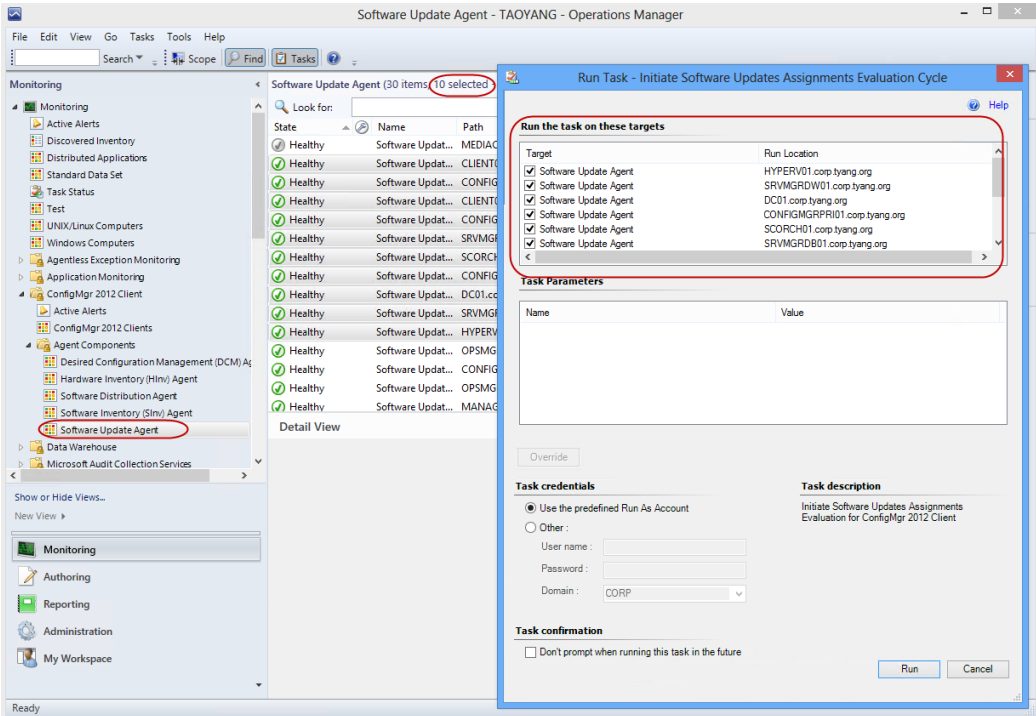 Software Update Agent - TAOYANG - Operations Manager
File Edit View Go Tasks Tools Help
Search Scope Find Tasks
Monitoring
Monitoring
Active Alerts
Discovered Inventory
Distributed Applications
Standard Data Set
Task Status
Test
UNIX/Linux Computers
Windows Computers
Agentless Exception Monitoring
Application Monitoring
ConfigMgr 2012 Client
Active Alerts
ConfigMgr 2012 Clients
Agent Components
Desired Configuration Management (DCM) Ag
Hardware Inventory (HInv) Agent
Software Distribution Agent
Software Inventory (SInv) Agent
Software Update Agent
Data Warehouse
Microsoft Audit Collection Services
Show or Hide Views...
New View
Monitoring
Authoring
Reporting
Administration
My Workspace
Ready
Software Update Agent (30 items, 10 selected
Look for:
State Name Path
Healthy Software Updat... MEDIAC
Healthy Software Updat... CLIENT0
Healthy Software Updat... CONFIG
Healthy Software Updat... CLIENT0
Healthy Software Updat... CONFIG
Healthy Software Updat... SRVMGR
Healthy Software Updat... SCORCH
Healthy Software Updat... CONFIG
Healthy Software Updat... DC01.co
Healthy Software Updat... SRVMGR
Healthy Software Updat... HYPERV
Healthy Software Updat... OPSMG
Healthy Software Updat... CONFIG
Healthy Software Updat... OPSMG
Healthy Software Updat... MANAG
Detail View
Run Task - Initiate Software Updates Assignments Evaluation Cycle
Help
Run the task on these targets
Target Run Location
Software Update Agent HYPERV01.corp.tyang.org
Software Update Agent SRVMGRDW01.corp.tyang.org
Software Update Agent DC01.corp.tyang.org
Software Update Agent CONFIGMGRPRI01.corp.tyang.org
Software Update Agent SCORCH01.corp.tyang.org
Software Update Agent SRVMGRDB01.corp.tyang.org
Task Parameters
Name Value
Override
Task credentials
Use the predefined Run As Account
Other :
User name :
Password :
Domain : CORP
Task description
Initiate Software Updates Assignments
Evaluation for ConfigMgr 2012 Client
Task confirmation
Don't prompt when running this task in the future
Run Cancel